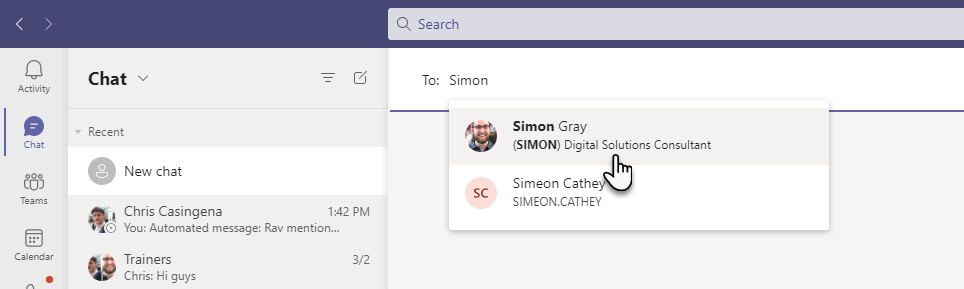 Search
Activity
Chat
Teams
Calendar
Chat
Recent
New chat
Chris Casingena 1:42 PM
You: Automated message: Rav mention...
Trainers 3/2
Chris: Hi guys
To: Simon
Simon Gray
(SIMON) Digital Solutions Consultant
SC
Simeon Cathey
SIMEON.CATHEY